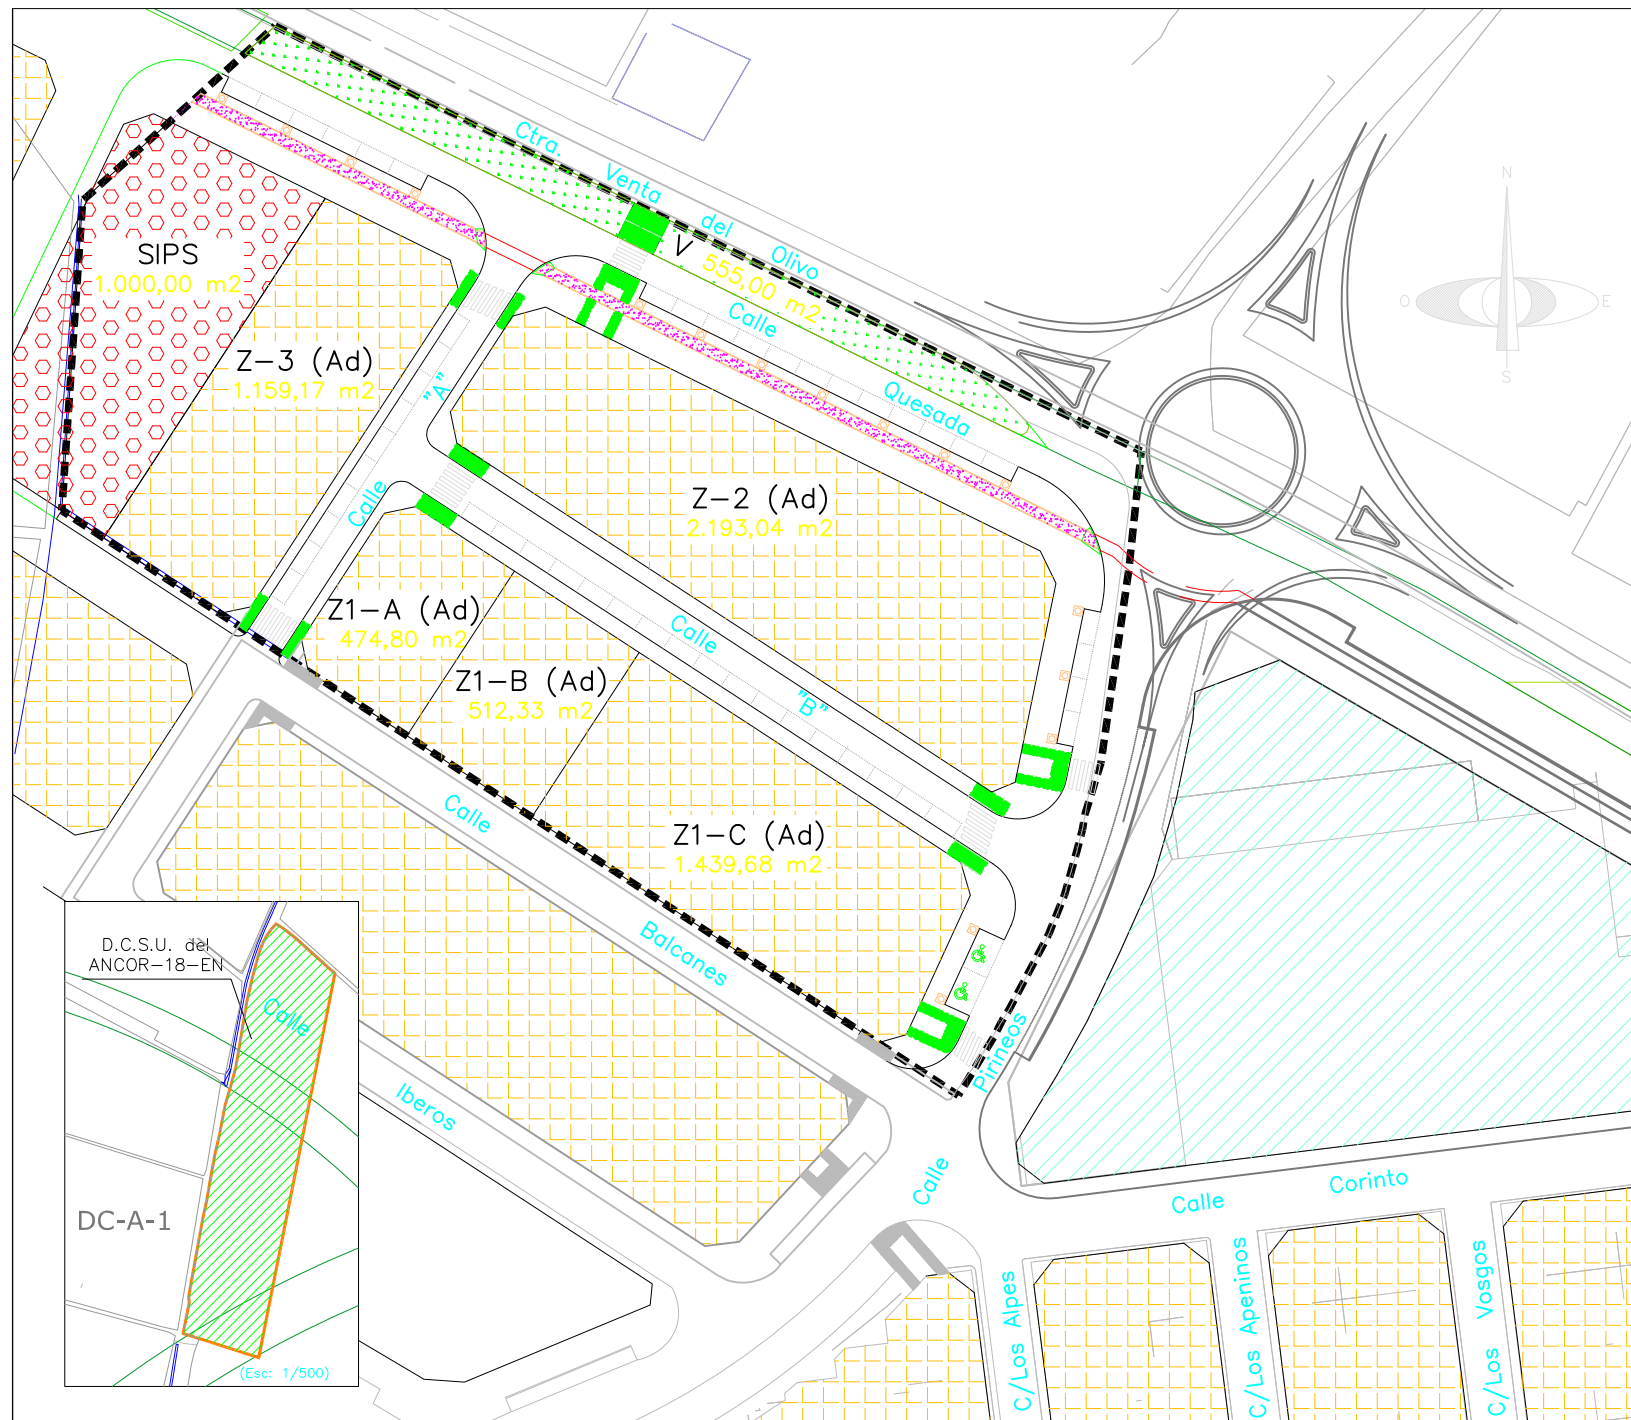 Ctra. Venta del Olivo
N
O
E
S
SIPS
1.000,00 m2
V
555,00 m2
Calle Quesada
Z-3 (Ad)
1.159,17 m2
Calle "A"
Z-2 (Ad)
2.193,04 m2
Z1-A (Ad)
474,80 m2
Calle "B"
Z1-B (Ad)
512,33 m2
Z1-C (Ad)
1.439,68 m2
Calle Balcanes
Calle Pirineos
D.C.S.U. del
ANCOR-18-EN
Calle Iberos
DC-A-1
(Esc: 1/500)
Calle Corinto
C/Los Alpes
C/Los Apeninos
C/Los Vosgos